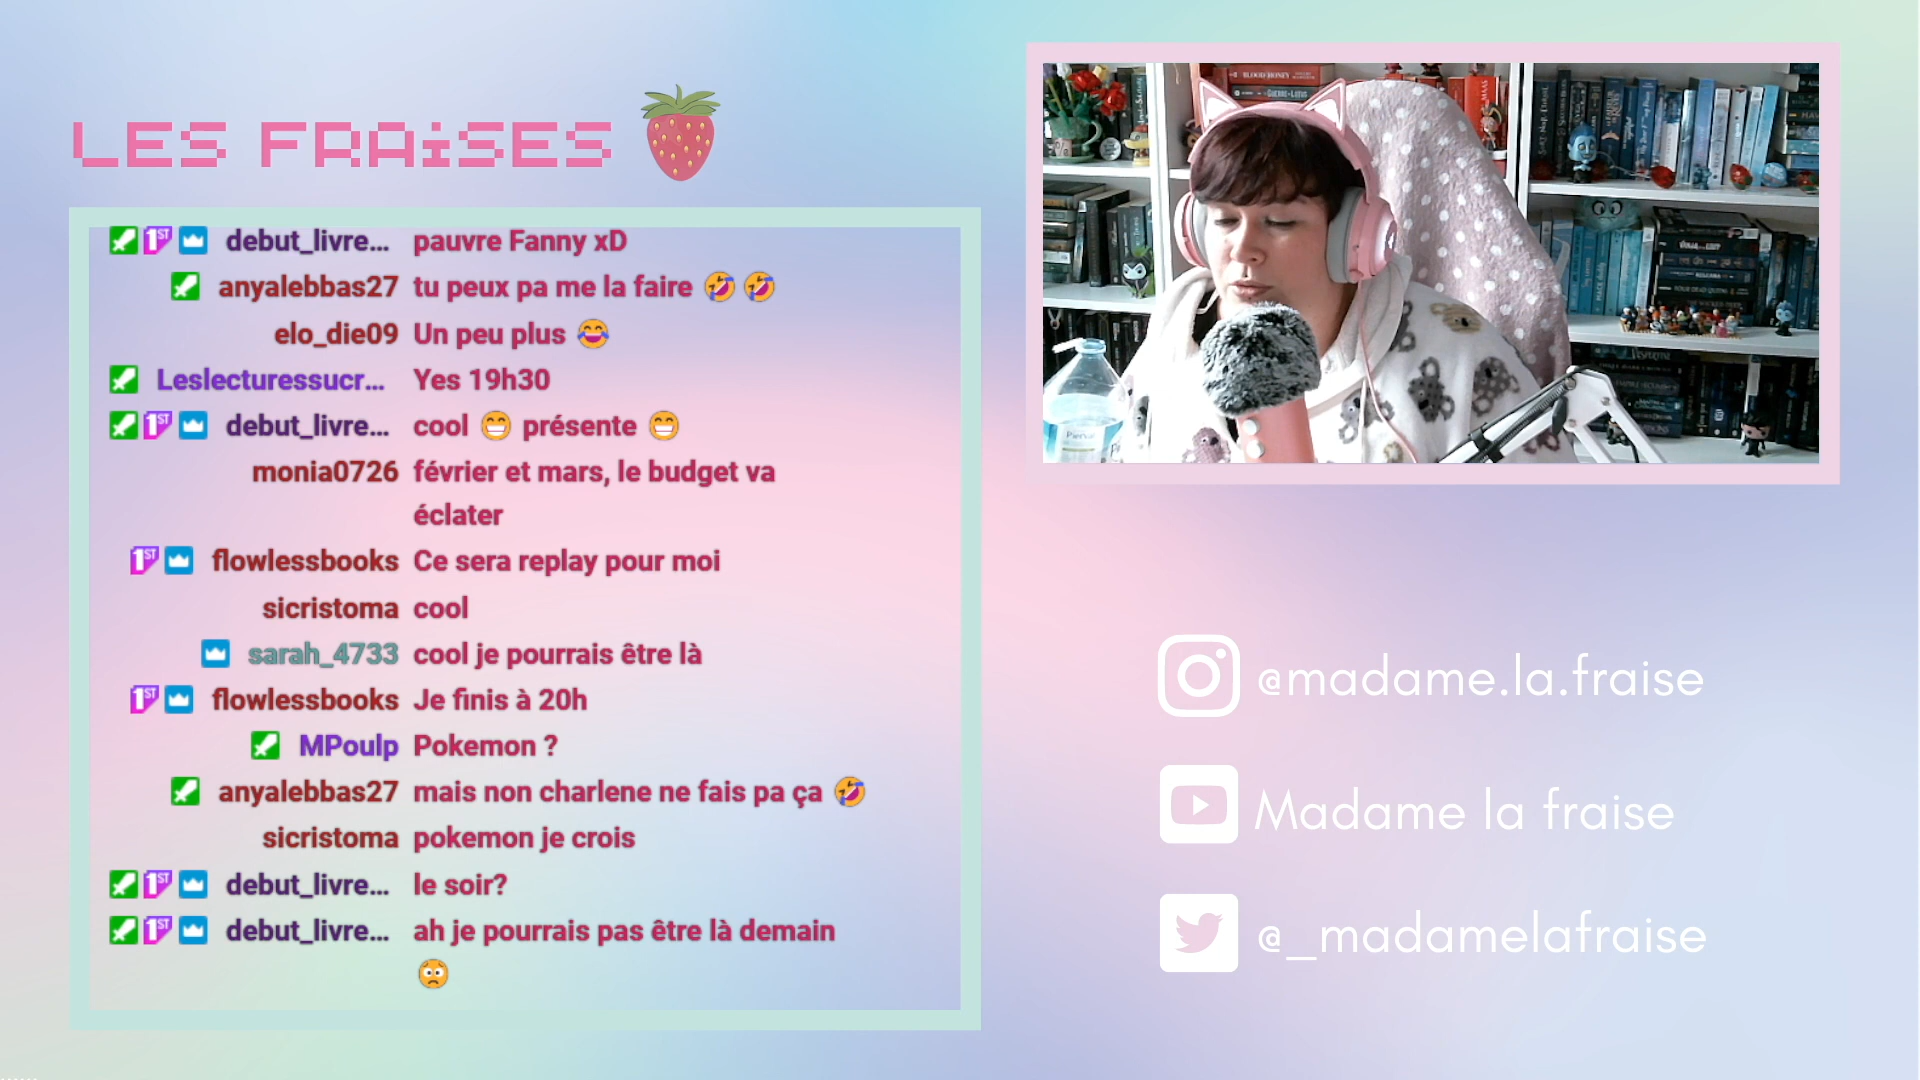 LES FRAiSES
debut_livre... pauvre Fanny xD
anyalebbas27 tu peux pa me la faire 🤣 🤣
elo_die09 Un peu plus 😂
Leslecturessucr... Yes 19h30
debut_livre... cool 😁 présente 😁
monia0726 février et mars, le budget va
éclater
flowlessbooks Ce sera replay pour moi
sicristoma cool
sarah_4733 cool je pourrais être là
flowlessbooks Je finis à 20h
MPoulp Pokemon ?
anyalebbas27 mais non charlene ne fais pa ça 🤣
sicristoma pokemon je crois
debut_livre... le soir?
debut_livre... ah je pourrais pas être là demain
😳
BLOOD & HONEY
@madame.la.fraise
Madame la fraise
@_madamelafraise